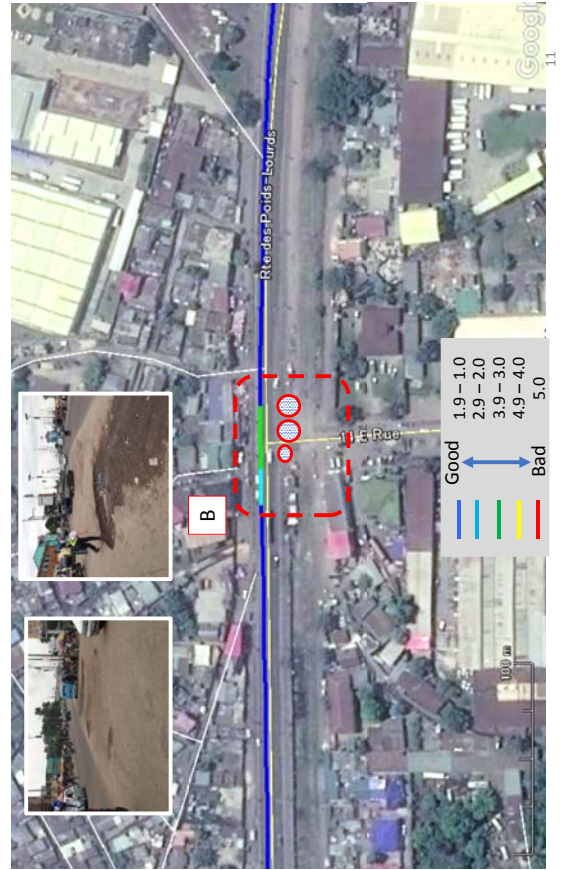 Google
11
Rte-des-Poids-Lourds
B
Good
1.9 – 1.0
2.9 – 2.0
3.9 – 3.0
4.9 – 4.0
Bad
5.0
100 m